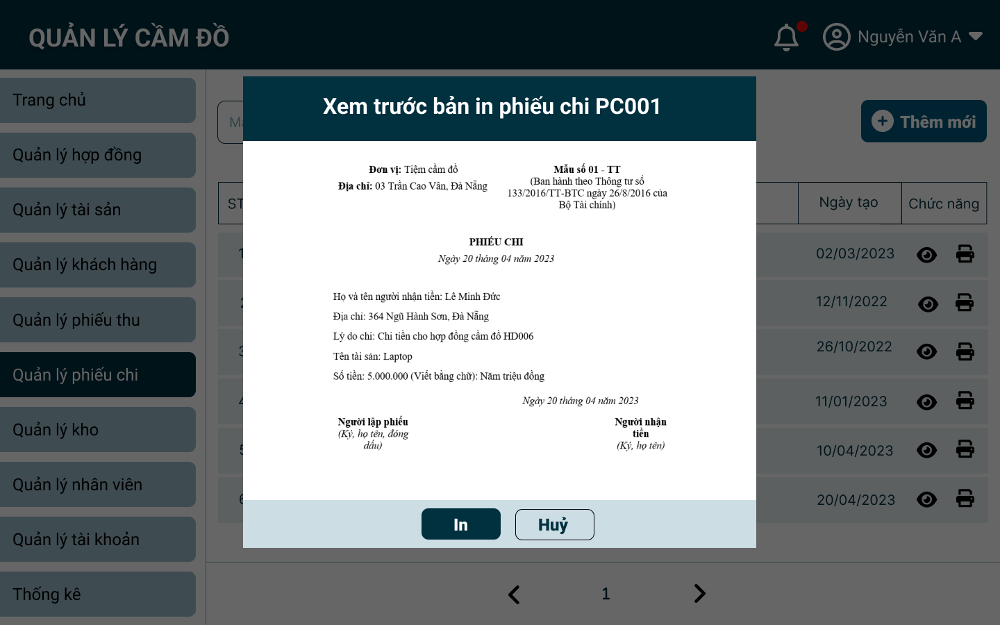 QUẢN LÝ CẦM ĐỒ
Nguyễn Văn A
Trang chủ
Quản lý hợp đồng
Quản lý tài sản
Quản lý khách hàng
Quản lý phiếu thu
Quản lý phiếu chi
Quản lý kho
Quản lý nhân viên
Quản lý tài khoản
Thống kê
Thêm mới
Ngày tạo
Chức năng
02/03/2023
12/11/2022
26/10/2022
11/01/2023
10/04/2023
20/04/2023
1
Xem trước bản in phiếu chi PC001
Đơn vị: Tiệm cầm đồ
Địa chỉ: 03 Trần Cao Vân, Đà Nẵng
Mẫu số 01 - TT
(Ban hành theo Thông tư số
133/2016/TT-BTC ngày 26/8/2016 của
Bộ Tài chính)
PHIẾU CHI
Ngày 20 tháng 04 năm 2023
Họ và tên người nhận tiền: Lê Minh Đức
Địa chỉ: 364 Ngũ Hành Sơn, Đà Nẵng
Lý do chi: Chi tiền cho hợp đồng cầm đồ HD006
Tên tài sản: Laptop
Số tiền: 5.000.000 (Viết bằng chữ): Năm triệu đồng
Ngày 20 tháng 04 năm 2023
Người lập phiếu
(Ký, họ tên, đóng
dấu)
Người nhận
tiền
(Ký, họ tên)
In
Huỷ